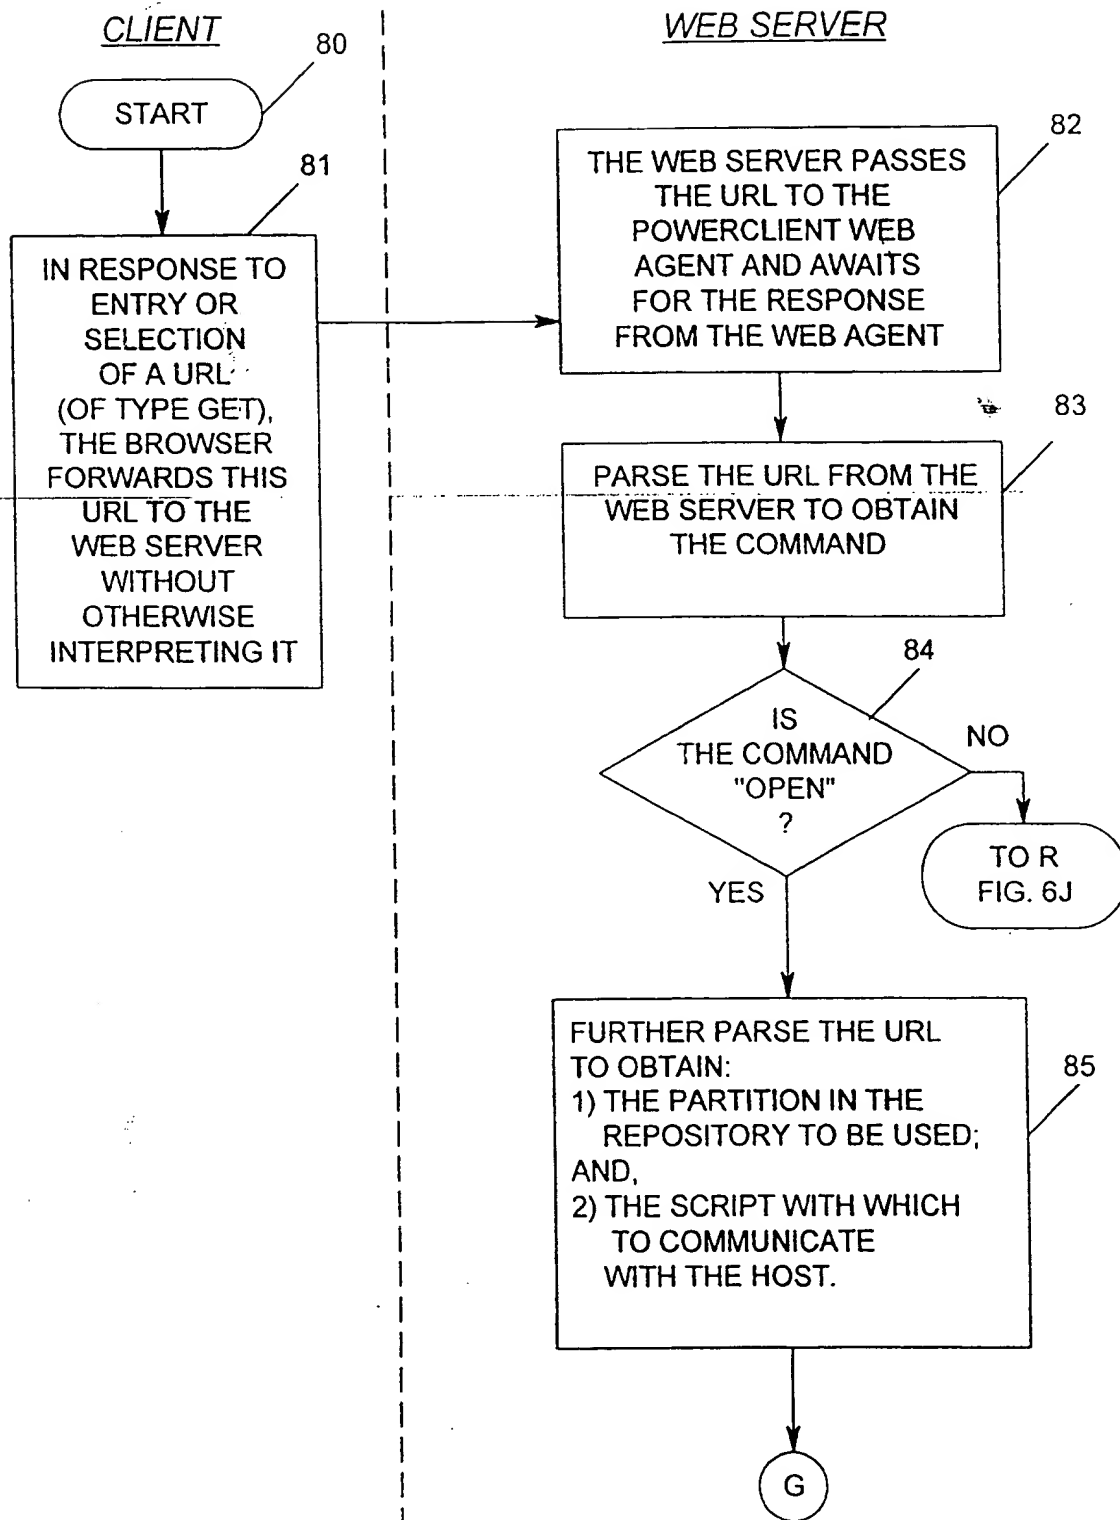 CLIENT
80
START
81
IN RESPONSE TO
ENTRY OR
SELECTION
OF A URL
(OF TYPE GET),
THE BROWSER
FORWARDS THIS
URL TO THE
WEB SERVER
WITHOUT
OTHERWISE
INTERPRETING IT
WEB SERVER
82
THE WEB SERVER PASSES
THE URL TO THE
POWERCLIENT WEB
AGENT AND AWAITS
FOR THE RESPONSE
FROM THE WEB AGENT
83
PARSE THE URL FROM THE
WEB SERVER TO OBTAIN
THE COMMAND
84
IS
THE COMMAND
"OPEN"
?
NO
TO R
FIG. 6J
YES
FURTHER PARSE THE URL
TO OBTAIN:
1) THE PARTITION IN THE
REPOSITORY TO BE USED;
AND,
2) THE SCRIPT WITH WHICH
TO COMMUNICATE
WITH THE HOST.
85
G